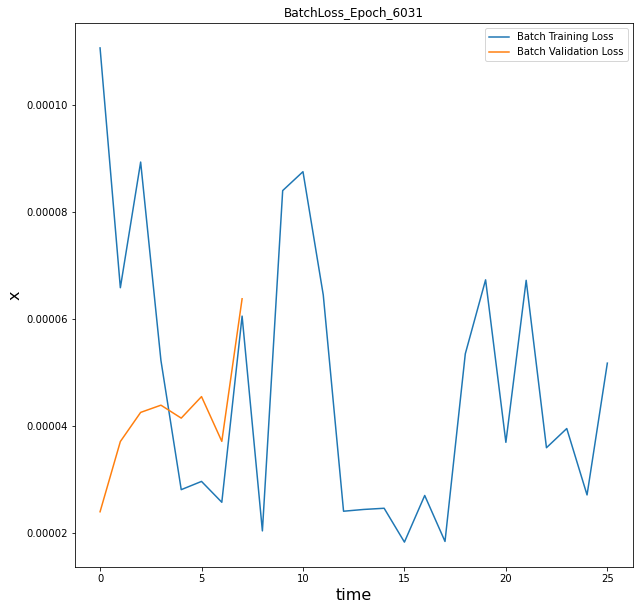 BatchLoss_Epoch_6031
Batch Training Loss
Batch Validation Loss
0.00010
0.00008
0.00006
0.00004
0.00002
x
0 5 10 15 20 25
time